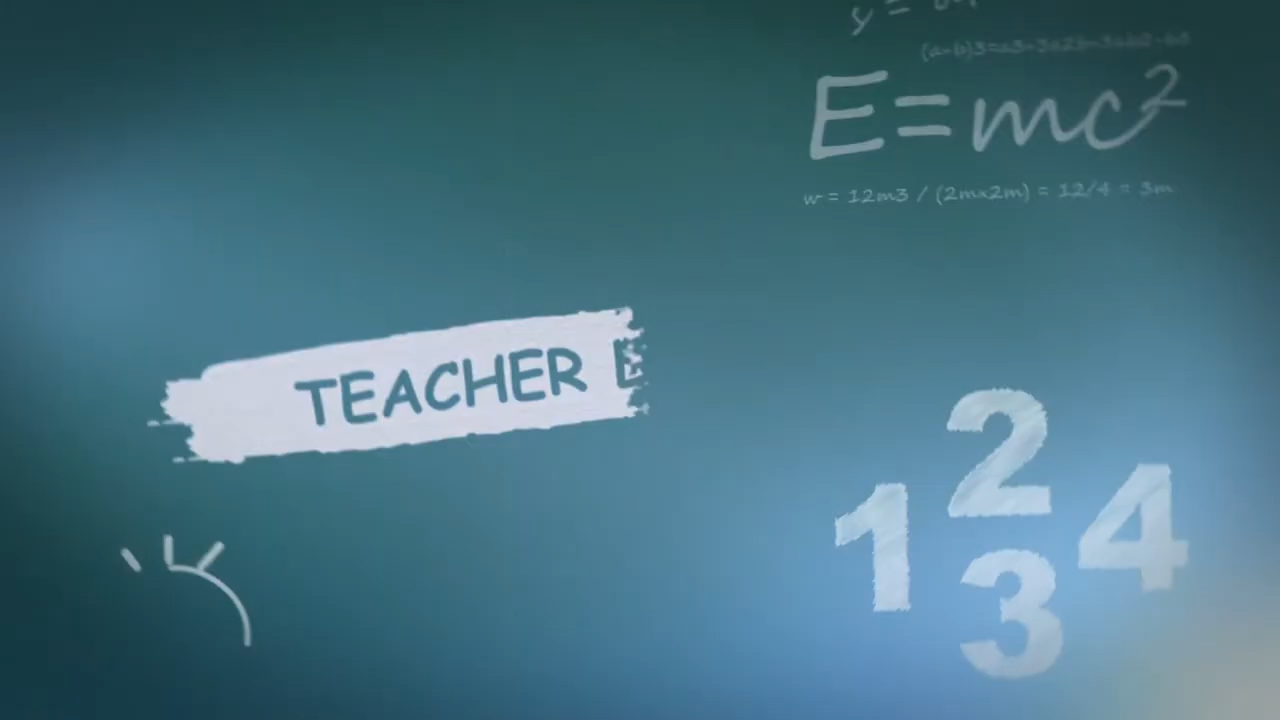 E=mc²
w = 12m3 / (2mx2m) = 12/4 = 3m
TEACHER
2
1 4
3